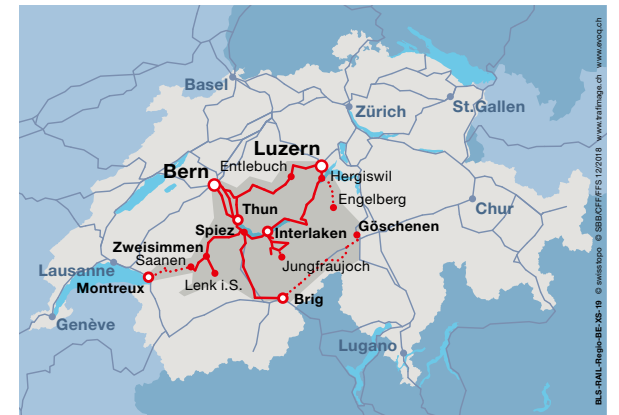 Basel
Zürich
St.Gallen
Luzern
Entlebuch
Hergiswil
Bern
Engelberg
Chur
Thun
Spiez
Interlaken
Göschenen
Zweisimmen
Saanen
Jungfraujoch
Lausanne
Montreux
Lenk i.S.
Brig
Genève
Lugano
BLS-RAIL-Regio-BE-XS-19 © swisstopo © SBB/CFF/FFS 12/2018 www.trafimage.ch www.evoq.ch